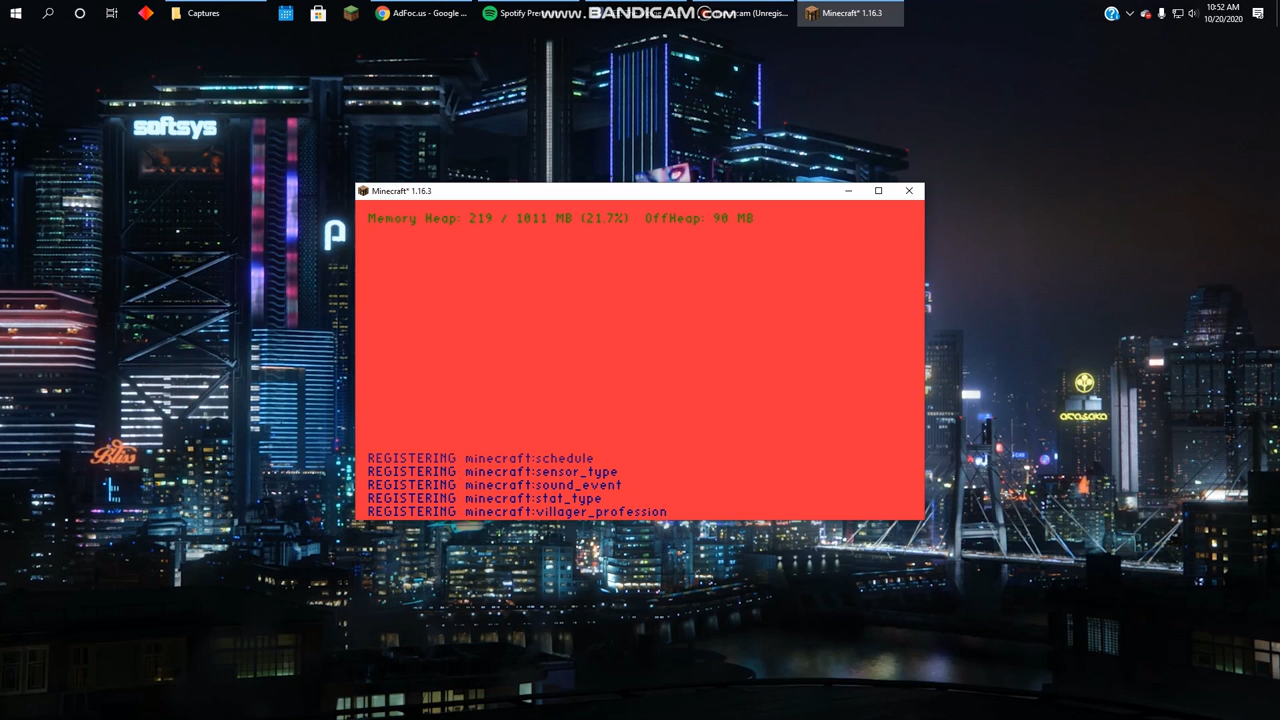 Captures
AdFoc.us - Google ...
Spotify Pre
www.BANDICAM.com
cam (Unregis...
Minecraft* 1.16.3
10:52 AM
10/20/2020
softsys
Minecraft* 1.16.3
Memory Heap: 219 / 1011 MB (21.7%) OffHeap: 90 MB
Bliss
arasaka
REGISTERING minecraft:schedule
REGISTERING minecraft:sensor_type
REGISTERING minecraft:sound_event
REGISTERING minecraft:stat_type
REGISTERING minecraft:villager_profession